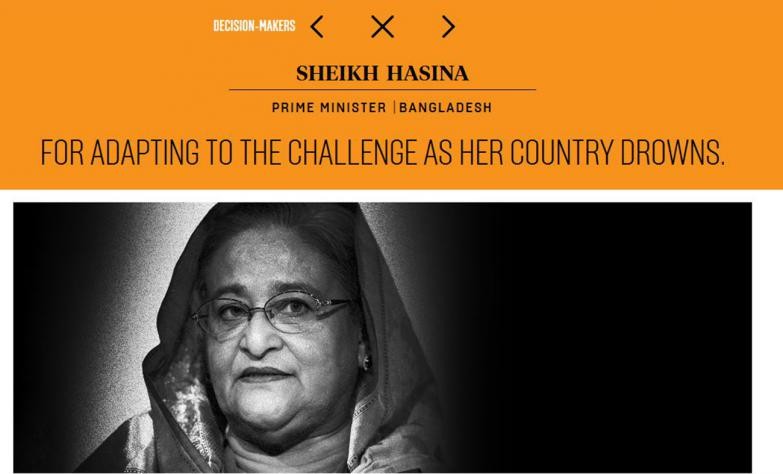 DECISION-MAKERS
SHEIKH HASINA
PRIME MINISTER | BANGLADESH
FOR ADAPTING TO THE CHALLENGE AS HER COUNTRY DROWNS.